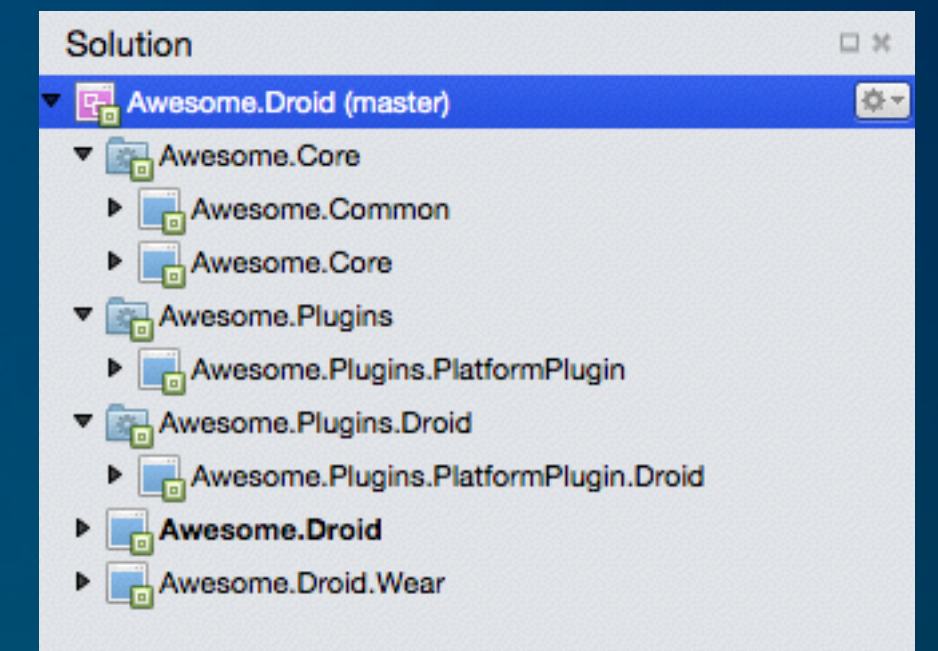 Solution
Awesome.Droid (master)
Awesome.Core
Awesome.Common
Awesome.Core
Awesome.Plugins
Awesome.Plugins.PlatformPlugin
Awesome.Plugins.Droid
Awesome.Plugins.PlatformPlugin.Droid
Awesome.Droid
Awesome.Droid.Wear